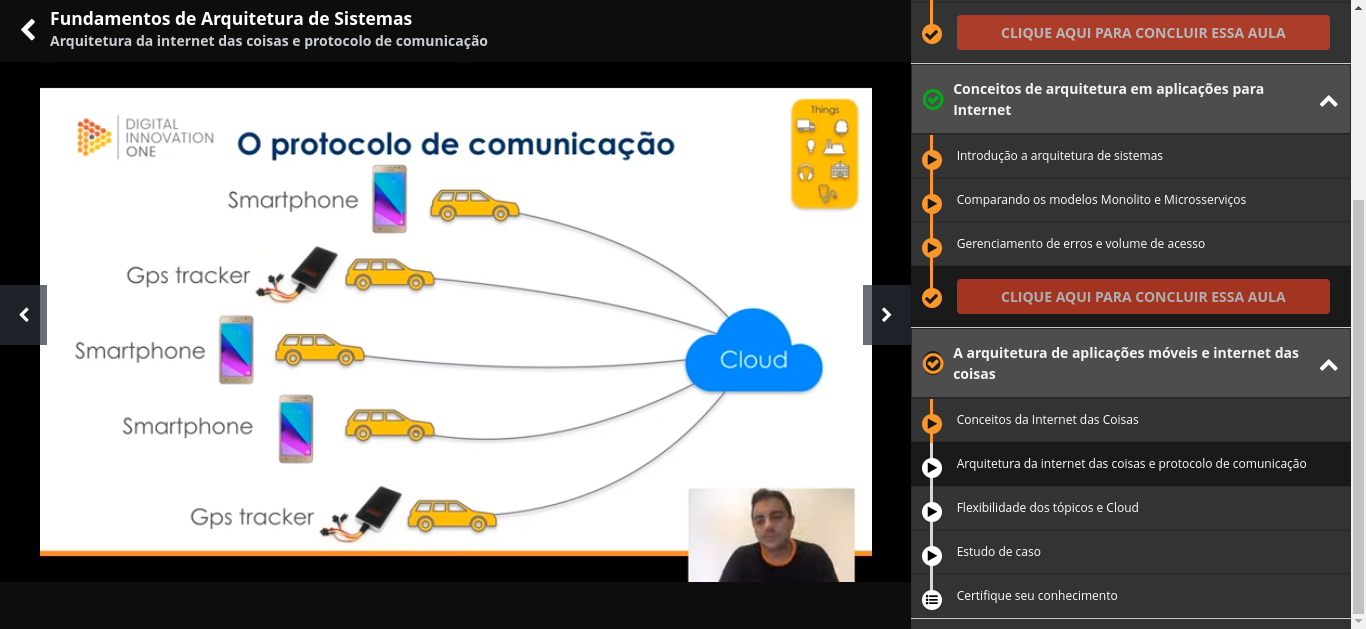 Fundamentos de Arquitetura de Sistemas
Arquitetura da internet das coisas e protocolo de comunicação
DIGITAL
INNOVATION
ONE
O protocolo de comunicação
Things
Smartphone
Gps tracker
Smartphone
Cloud
Smartphone
Gps tracker
CLIQUE AQUI PARA CONCLUIR ESSA AULA
Conceitos de arquitetura em aplicações para
Internet
Introdução a arquitetura de sistemas
Comparando os modelos Monolito e Microsserviços
Gerenciamento de erros e volume de acesso
CLIQUE AQUI PARA CONCLUIR ESSA AULA
A arquitetura de aplicações móveis e internet das
coisas
Conceitos da Internet das Coisas
Arquitetura da internet das coisas e protocolo de comunicação
Flexibilidade dos tópicos e Cloud
Estudo de caso
Certifique seu conhecimento